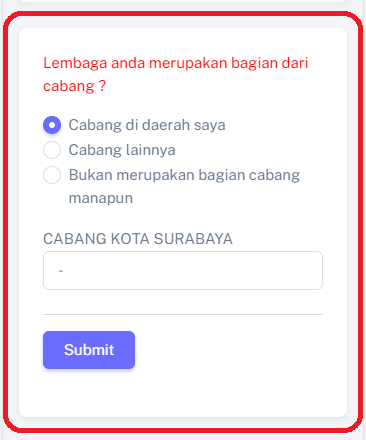 Lembaga anda merupakan bagian dari
cabang ?
Cabang di daerah saya
Cabang lainnya
Bukan merupakan bagian cabang
manapun
CABANG KOTA SURABAYA
-
Submit